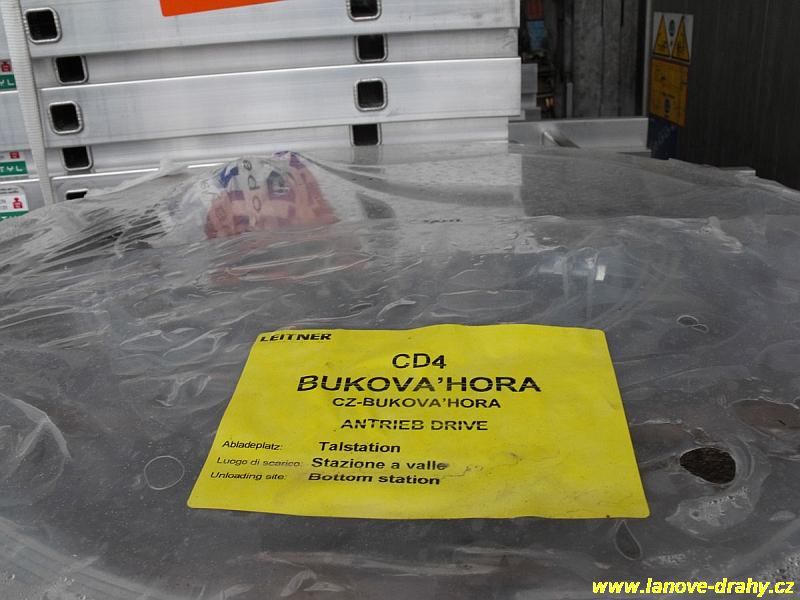 LEITNER
CD4
BUKOVA'HORA
CZ-BUKOVA'HORA
ANTRIEB DRIVE
Abladeplatz: Talstation
Luogo di scarico: Stazione a valle
Unloading site: Bottom station
www.lanove-drahy.cz